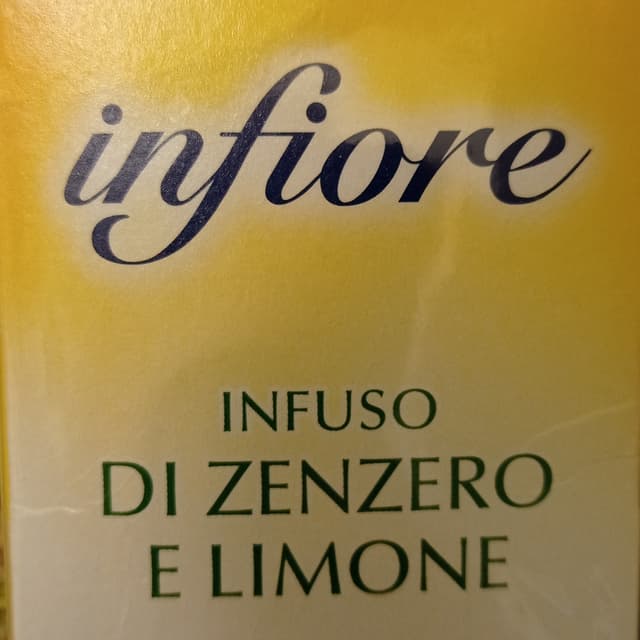 infiore
INFUSO
DI ZENZERO
E LIMONE